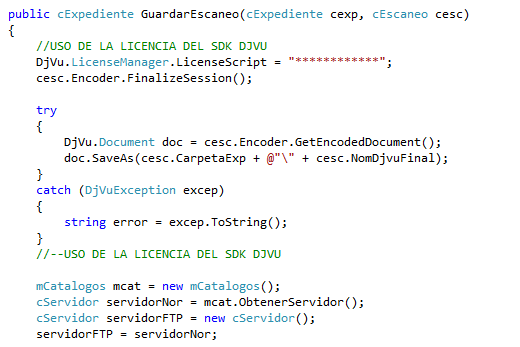 public cExpediente GuardarEscaneo(cExpediente cexp, cEscaneo cesc)
{
//USO DE LA LICENCIA DEL SDK DJVU
DjVu.LicenseManager.LicenseScript = "************";
cesc.Encoder.FinalizeSession();
try
{
DjVu.Document doc = cesc.Encoder.GetEncodedDocument();
doc.SaveAs(cesc.CarpetaExp + @"\" + cesc.NomDjvuFinal);
}
catch (DjVuException excep)
{
string error = excep.ToString();
}
//--USO DE LA LICENCIA DEL SDK DJVU
mCatalogos mcat = new mCatalogos();
cServidor servidorNor = mcat.ObtenerServidor();
cServidor servidorFTP = new cServidor();
servidorFTP = servidorNor;